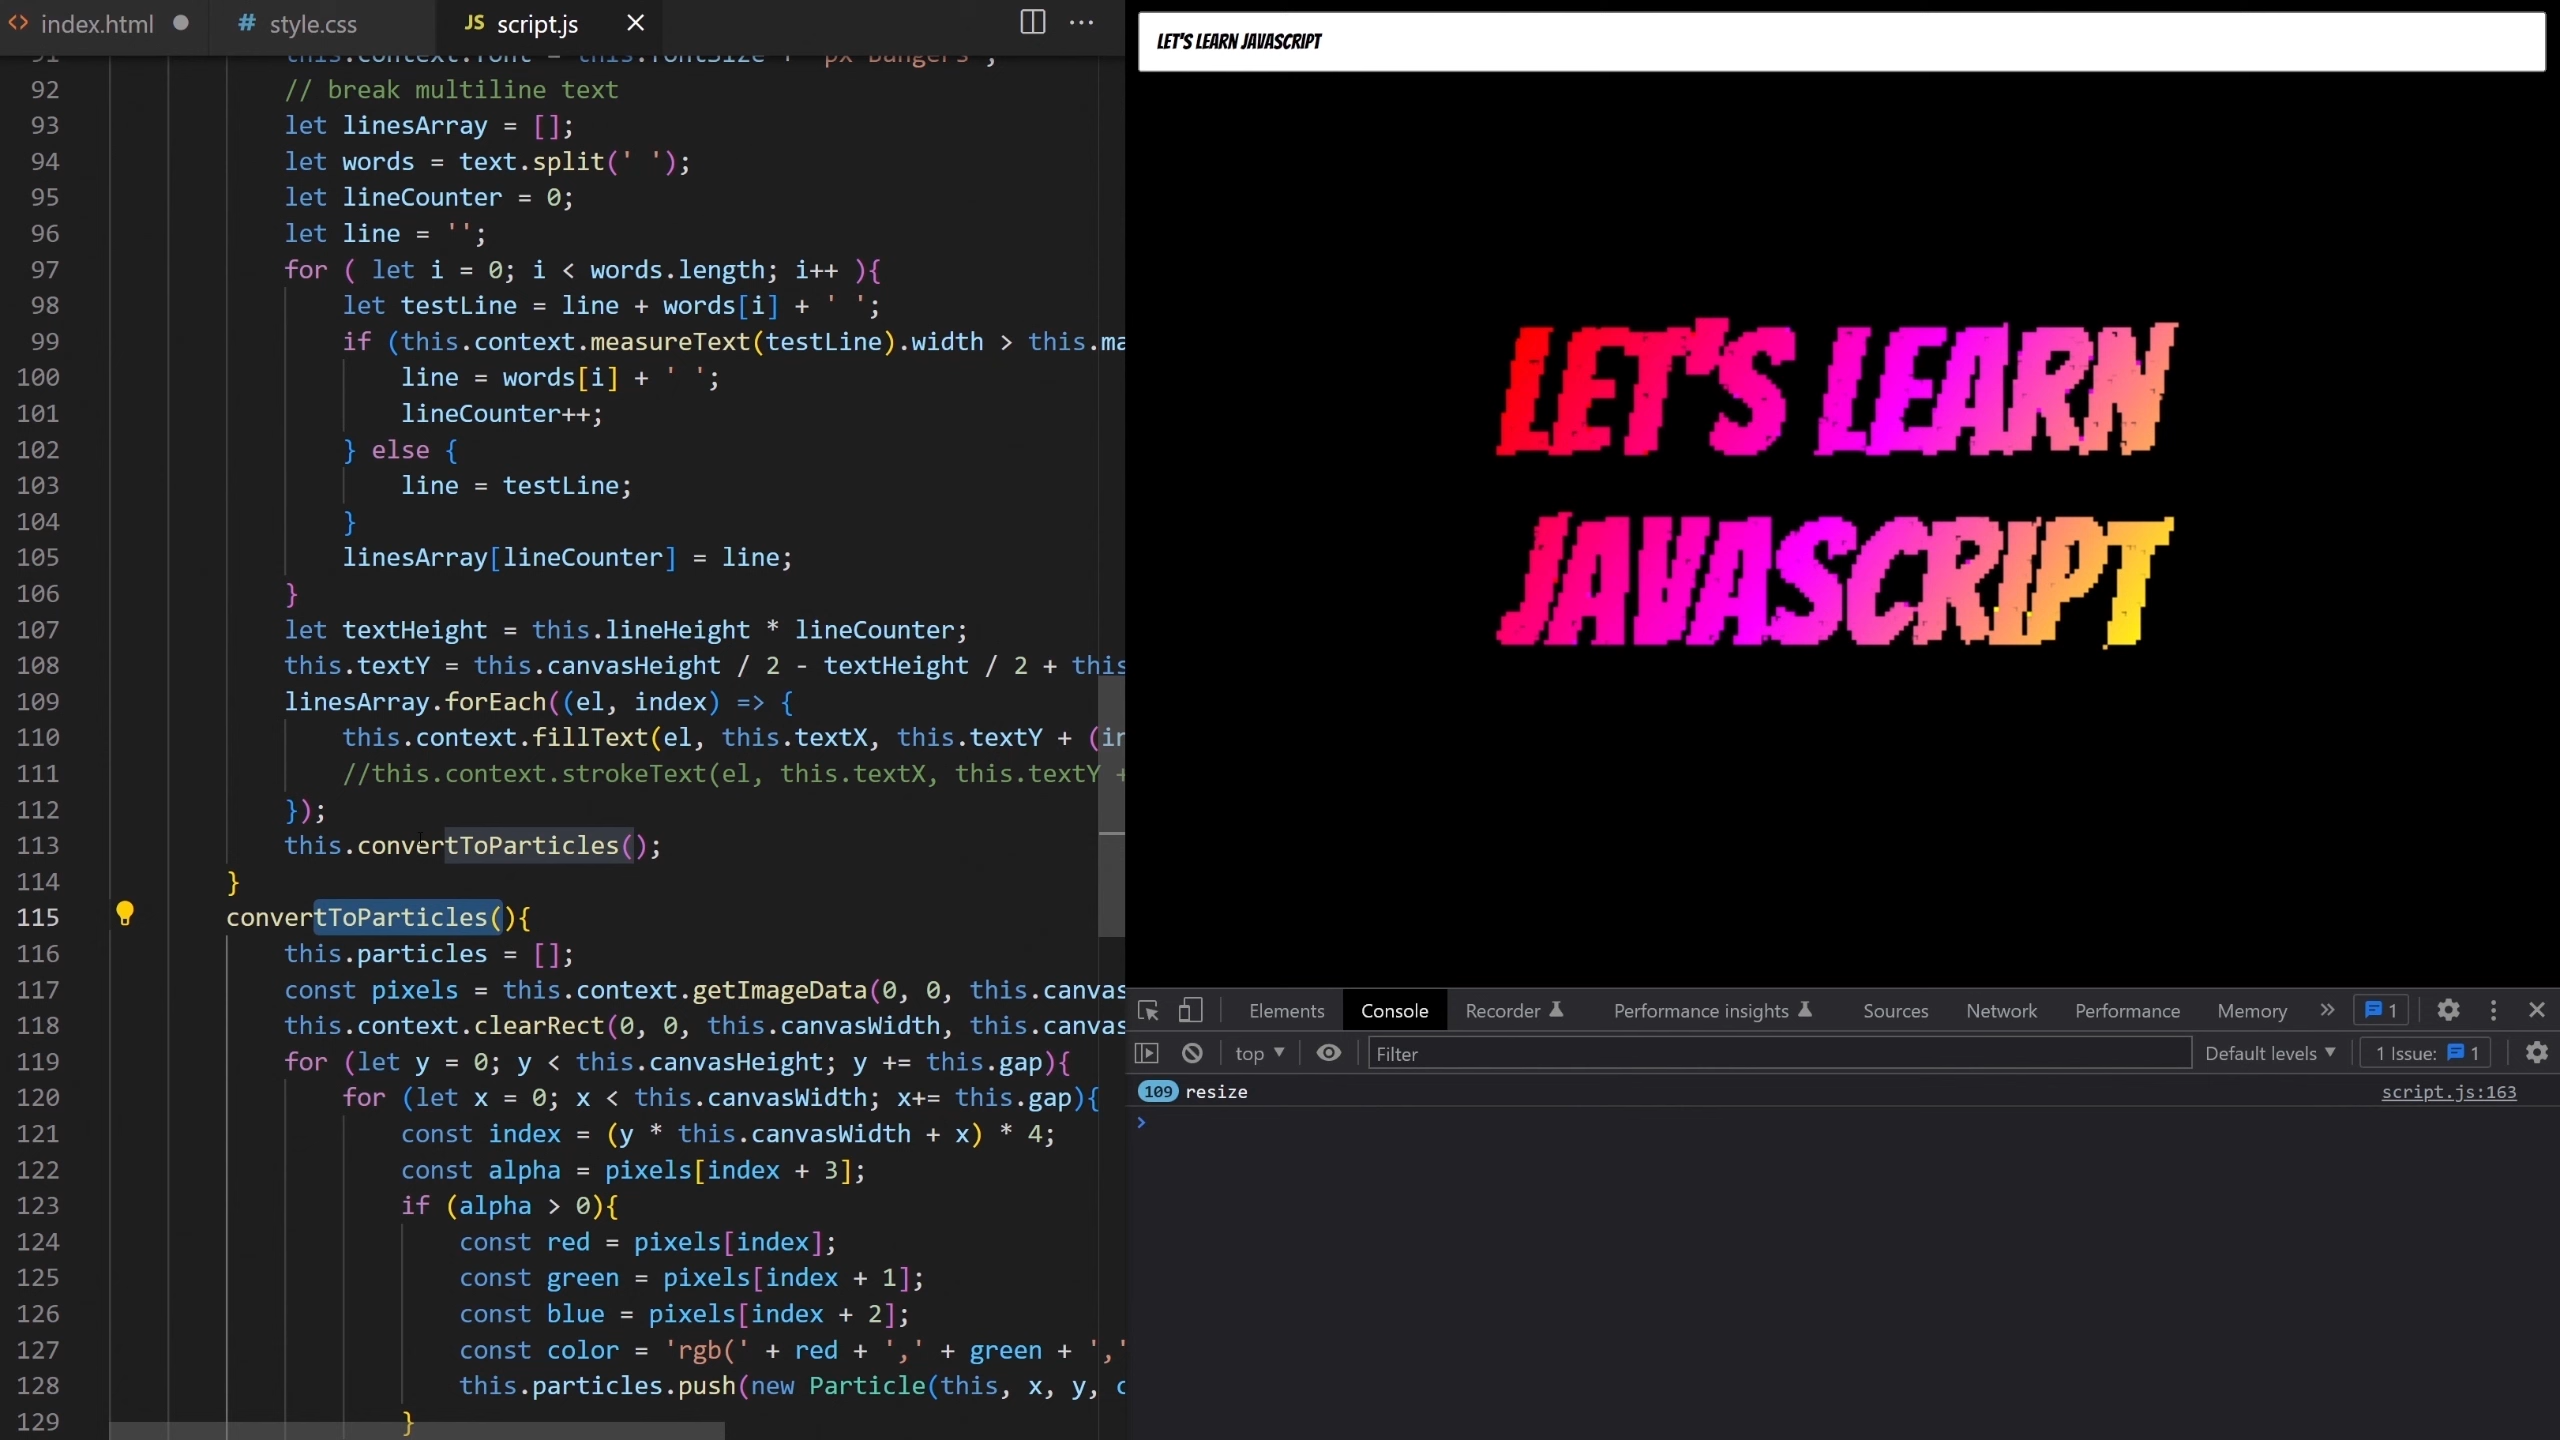 index.html
style.css
script.js
91 this.context.font = this.fontSize + 'px Bangers';
92 // break multiline text
93 let linesArray = [];
94 let words = text.split(' ');
95 let lineCounter = 0;
96 let line = '';
97 for ( let i = 0; i < words.length; i++ ){
98 let testLine = line + words[i] + ' ';
99 if (this.context.measureText(testLine).width > this.ma
100 line = words[i] + ' ';
101 lineCounter++;
102 } else {
103 line = testLine;
104 }
105 linesArray[lineCounter] = line;
106 }
107 let textHeight = this.lineHeight * lineCounter;
108 this.textY = this.canvasHeight / 2 - textHeight / 2 + this
109 linesArray.forEach((el, index) => {
110 this.context.fillText(el, this.textX, this.textY + (in
111 //this.context.strokeText(el, this.textX, this.textY +
112 });
113 this.convertToParticles();
114 }
115 convertToParticles(){
116 this.particles = [];
117 const pixels = this.context.getImageData(0, 0, this.canvas
118 this.context.clearRect(0, 0, this.canvasWidth, this.canvas
119 for (let y = 0; y < this.canvasHeight; y += this.gap){
120 for (let x = 0; x < this.canvasWidth; x+= this.gap){
121 const index = (y * this.canvasWidth + x) * 4;
122 const alpha = pixels[index + 3];
123 if (alpha > 0){
124 const red = pixels[index];
125 const green = pixels[index + 1];
126 const blue = pixels[index + 2];
127 const color = 'rgb(' + red + ',' + green + ','
128 this.particles.push(new Particle(this, x, y, c
129 }
LET'S LEARN JAVASCRIPT
LET'S LEARN
JAVASCRIPT
Elements Console Recorder Performance insights Sources Network Performance Memory » 1
top Filter Default levels 1 Issue: 1
109 resize script.js:163